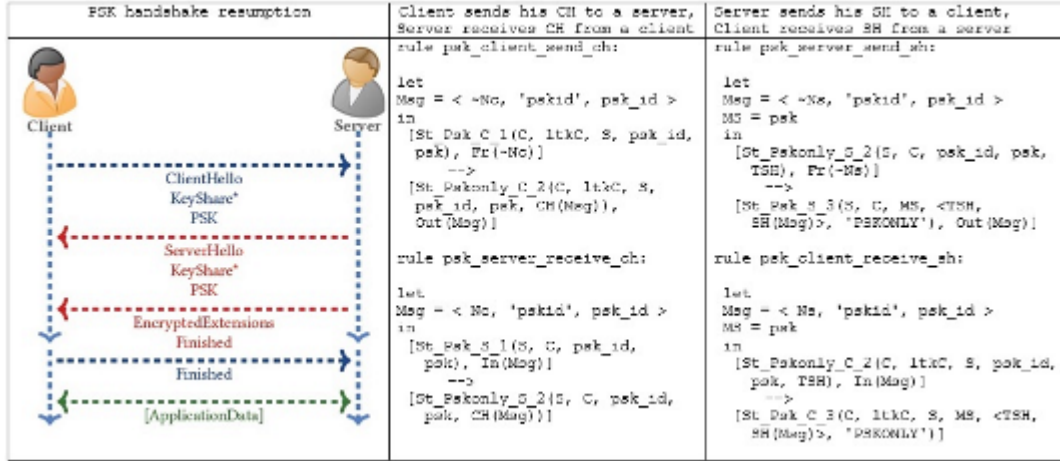 PSK handshake resumption
Client
Server
ClientHello
KeyShare*
PSK
ServerHello
KeyShare*
PSK
EncryptedExtensions
Finished
Finished
[ApplicationData]
Client sends his CH to a server,
Server receives CH from a client
rule psk_client_send_ch:
let
Msg = < ~Nc, 'pskid', psk_id >
in
[St_Psk_C_1(C, ltkC, S, psk_id,
psk), Fr(~Nc)]
-->
[St_Pskonly_C_2(C, ltkC, S,
psk_id, psk, CH(Msg)),
Out(Msg)]
rule psk_server_receive_ch:
let
Msg = < Nc, 'pskid', psk_id >
in
[St_Psk_S_1(S, C, psk_id,
psk), In(Msg)]
-->
[St_Pskonly_S_2(S, C, psk_id,
psk, CH(Msg))]
Server sends his SH to a client,
Client receives SH from a server
rule psk_server_send_sh:
let
Msg = < ~Ns, 'pskid', psk_id >
MS = psk
in
[St_Pskonly_S_2(S, C, psk_id, psk,
TSH), Fr(~Ns)]
-->
[St_Psk_S_3(S, C, MS, <TSH,
SH(Msg)>, 'PSKONLY'), Out(Msg)]
rule psk_client_receive_sh:
let
Msg = < Ns, 'pskid', psk_id >
MS = psk
in
[St_Pskonly_C_2(C, ltkC, S, psk_id,
psk, TSH), In(Msg)]
-->
[St_Psk_C_3(C, ltkC, S, MS, <TSH,
SH(Msg)>, 'PSKONLY')]